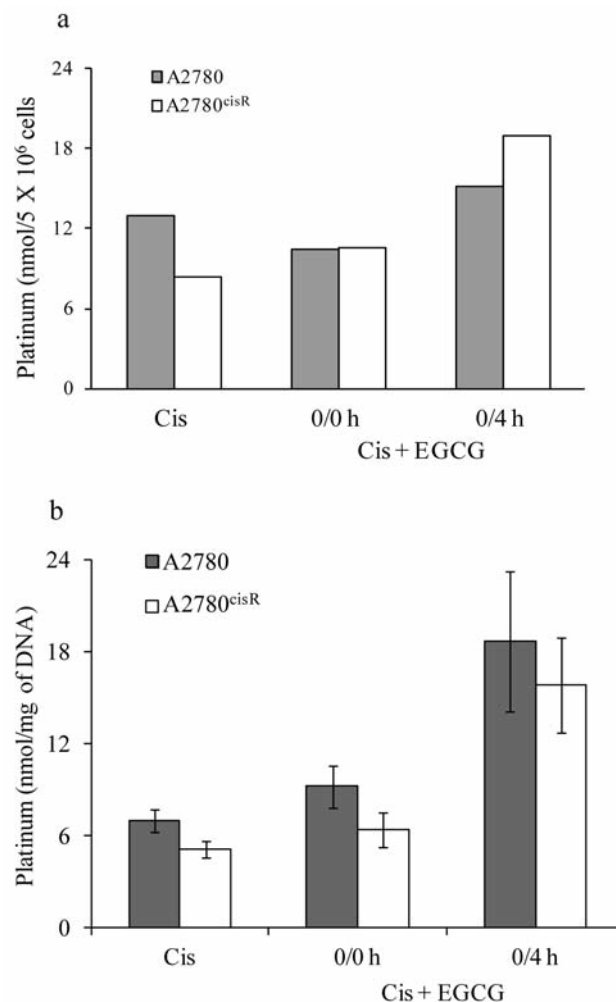 a
Platinum (nmol/5 X 10⁶ cells
24
18
12
6
0
A2780
A2780ᶜⁱˢᴿ
Cis
0/0 h
0/4 h
Cis + EGCG
b
Platinum (nmol/mg of DNA)
24
18
12
6
0
A2780
A2780ᶜⁱˢᴿ
Cis
0/0 h
0/4 h
Cis + EGCG